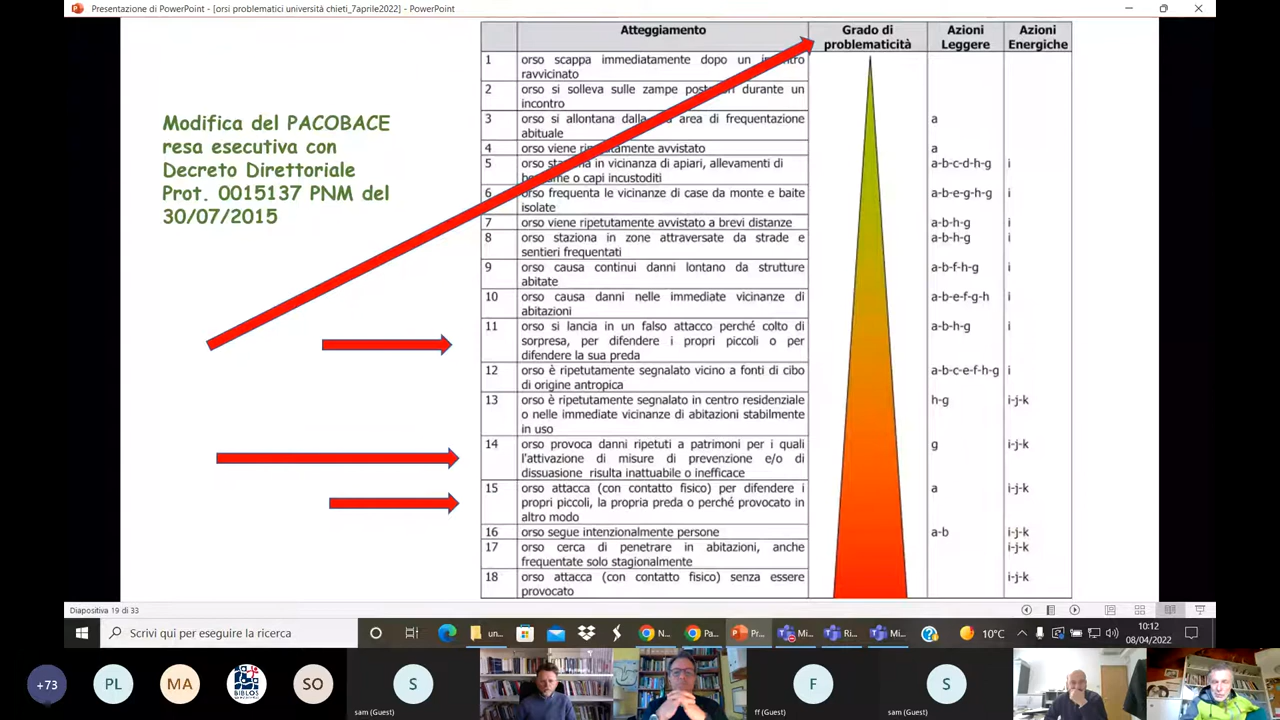 Presentazione di PowerPoint - [orsi problematici università chieti_7aprile2022] - PowerPoint
Modifica del PACOBACE
resa esecutiva con
Decreto Direttoriale
Prot. 0015137 PNM del
30/07/2015
Atteggiamento
Grado di
problematicità
Azioni
Leggere
Azioni
Energiche
1 orso scappa immediatamente dopo un
ravvicinato
2 orso si solleva sulle zampe durante un
incontro
3 orso si allontana dalla area di frequentazione a
abituale
4 orso viene ripetutamente avvistato a
5 orso in vicinanza di apiari, allevamenti di a-b-c-d-h-g i
o capi incustoditi
6 orso frequenta le vicinanze di case da monte e baite a-b-e-g-h-g i
isolate
7 orso viene ripetutamente avvistato a brevi distanze a-b-h-g i
8 orso staziona in zone attraversate da strade e a-b-h-g i
sentieri frequentati
9 orso causa continui danni lontano da strutture a-b-f-h-g i
abitate
10 orso causa danni nelle immediate vicinanze di a-b-e-f-g-h i
abitazioni
11 orso si lancia in un falso attacco perché colto di a-b-h-g i
sorpresa, per difendere i propri piccoli o per
difendere la sua preda
12 orso è ripetutamente segnalato vicino a fonti di cibo a-b-c-e-f-h-g i
di origine antropica
13 orso è ripetutamente segnalato in centro residenziale h-g i-j-k
o nelle immediate vicinanze di abitazioni stabilmente
in uso
14 orso provoca danni ripetuti a patrimoni per i quali g i-j-k
l'attivazione di misure di prevenzione e/o di
dissuasione risulta inattuabile o inefficace
15 orso attacca (con contatto fisico) per difendere i a i-j-k
propri piccoli, la propria preda o perché provocato in
altro modo
16 orso segue intenzionalmente persone a-b i-j-k
17 orso cerca di penetrare in abitazioni, anche i-j-k
frequentate solo stagionalmente
18 orso attacca (con contatto fisico) senza essere i-j-k
provocato
Diapositiva 19 di 33
Scrivi qui per eseguire la ricerca
un...
N...
Pa...
Pr...
Mi...
Ri...
Mi...
10°C
10:12
08/04/2022
+73
PL
MA
BIBLOS
SO
S
sam (Guest)
F
ff (Guest)
S
sam (Guest)